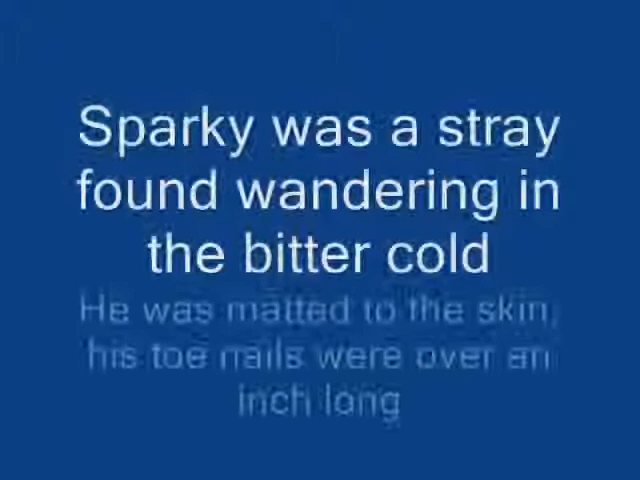 Sparky was a stray
found wandering in
the bitter cold
He was matted to the skin,
his toe nails were over an
inch long